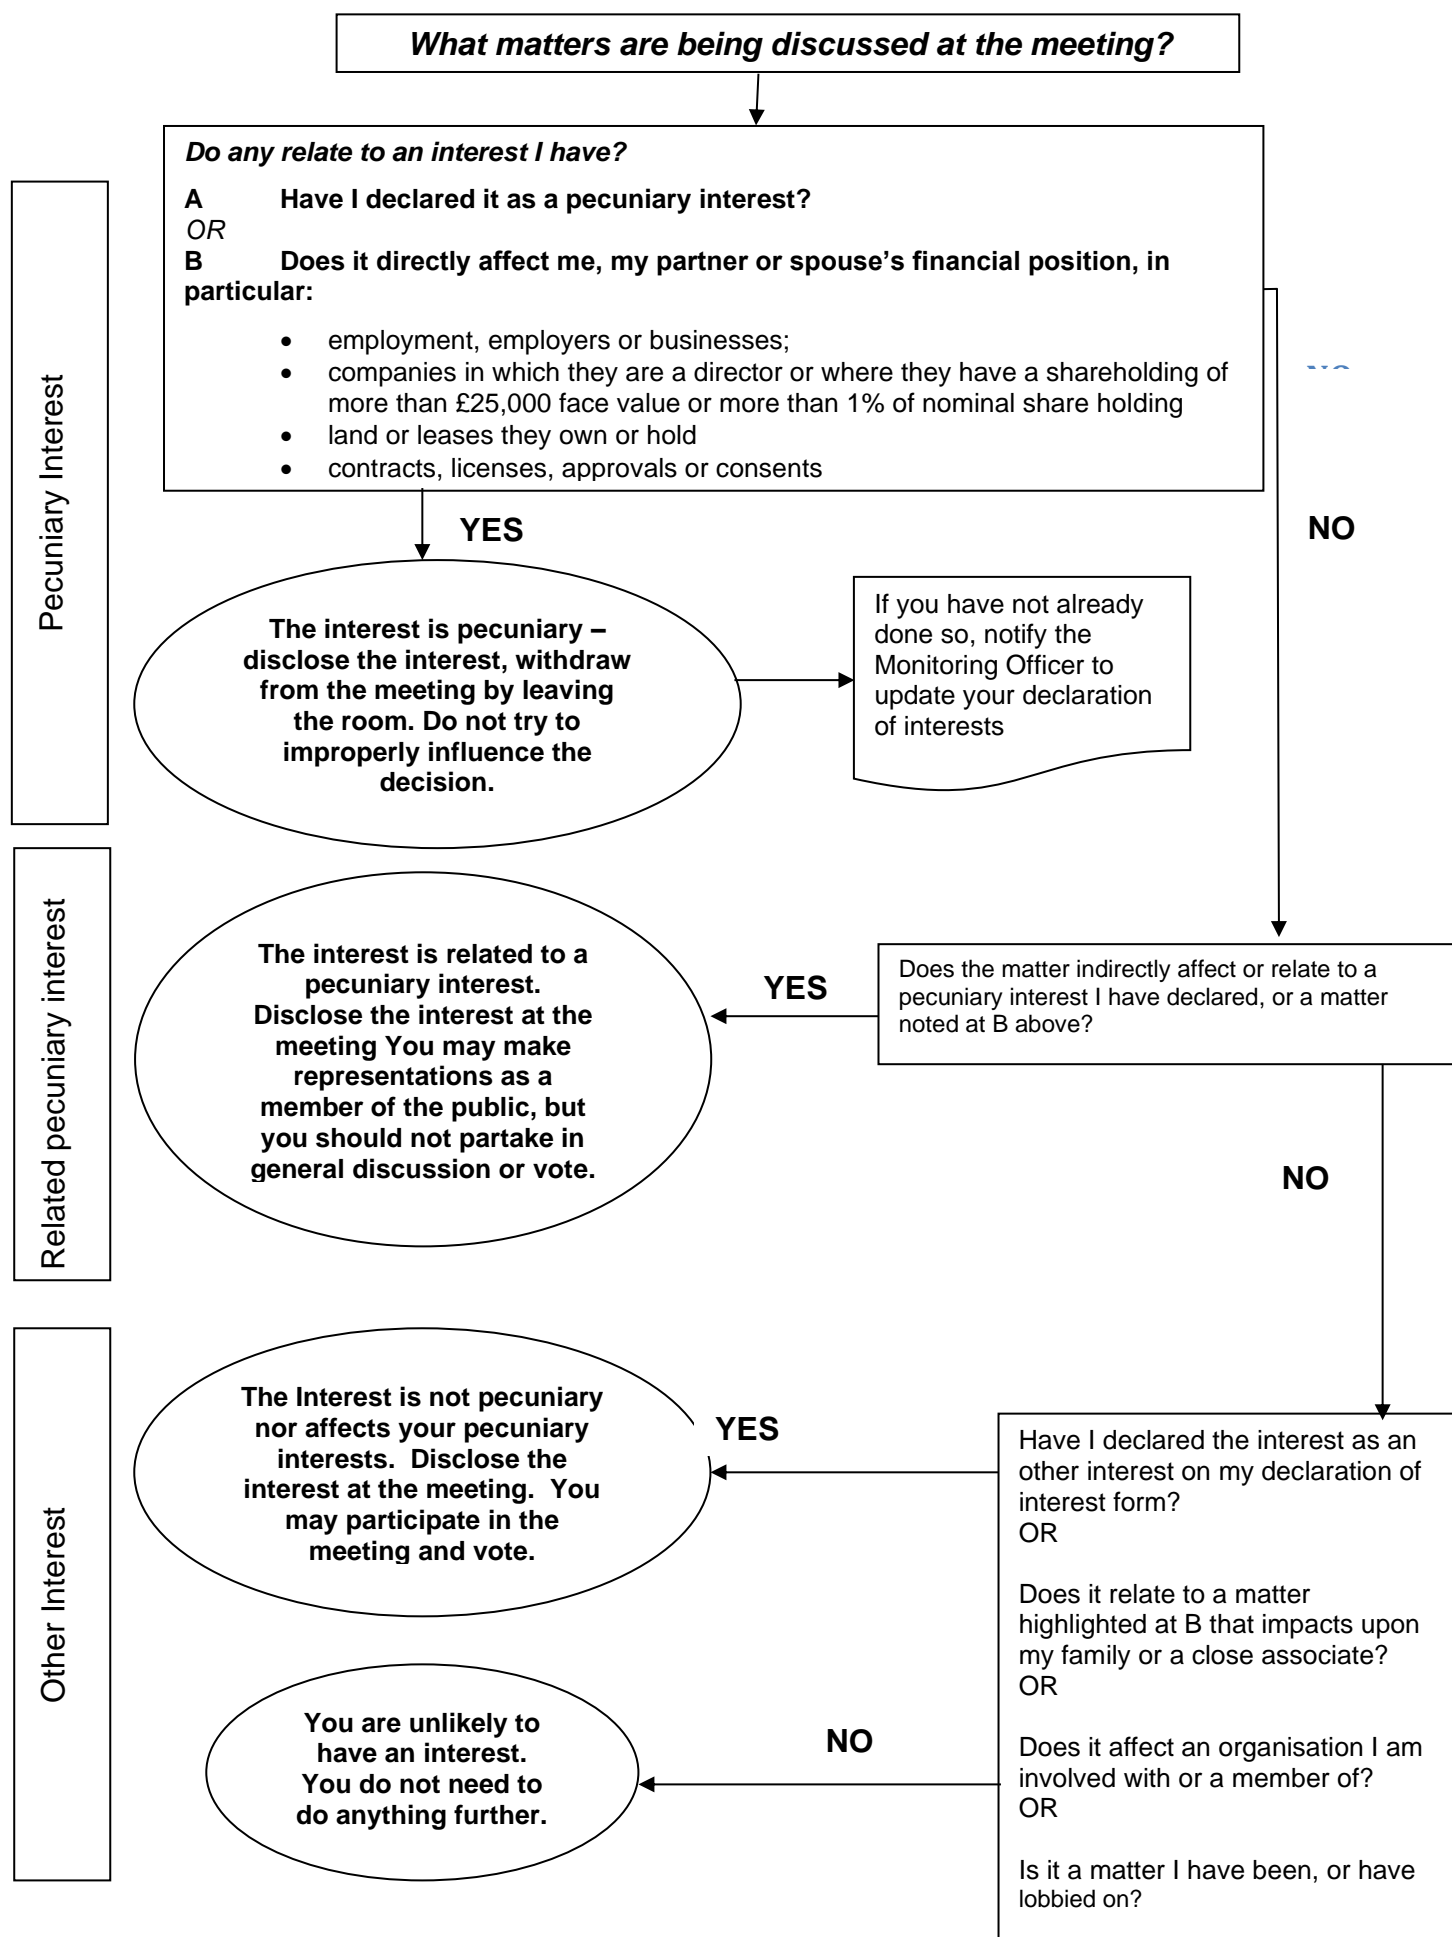 What matters are being discussed at the meeting?
Do any relate to an interest I have?
A Have I declared it as a pecuniary interest?
OR
B Does it directly affect me, my partner or spouse’s financial position, in
particular:
• employment, employers or businesses;
• companies in which they are a director or where they have a shareholding of
more than £25,000 face value or more than 1% of nominal share holding
• land or leases they own or hold
• contracts, licenses, approvals or consents
Pecuniary Interest
YES
NO
The interest is pecuniary –
disclose the interest, withdraw
from the meeting by leaving
the room. Do not try to
improperly influence the
decision.
If you have not already
done so, notify the
Monitoring Officer to
update your declaration
of interests
Related pecuniary interest
The interest is related to a
pecuniary interest.
Disclose the interest at the
meeting You may make
representations as a
member of the public, but
you should not partake in
general discussion or vote.
YES
Does the matter indirectly affect or relate to a
pecuniary interest I have declared, or a matter
noted at B above?
NO
Other Interest
The Interest is not pecuniary
nor affects your pecuniary
interests. Disclose the
interest at the meeting. You
may participate in the
meeting and vote.
YES
Have I declared the interest as an
other interest on my declaration of
interest form?
OR
Does it relate to a matter
highlighted at B that impacts upon
my family or a close associate?
OR
Does it affect an organisation I am
involved with or a member of?
OR
Is it a matter I have been, or have
lobbied on?
NO
You are unlikely to
have an interest.
You do not need to
do anything further.